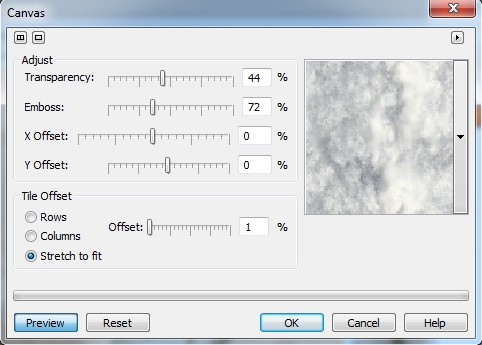 Canvas
Adjust
Transparency: 44 %
Emboss: 72 %
X Offset: 0 %
Y Offset: 0 %
Tile Offset
Rows
Columns
Stretch to fit
Offset: 1 %
Preview Reset OK Cancel Help